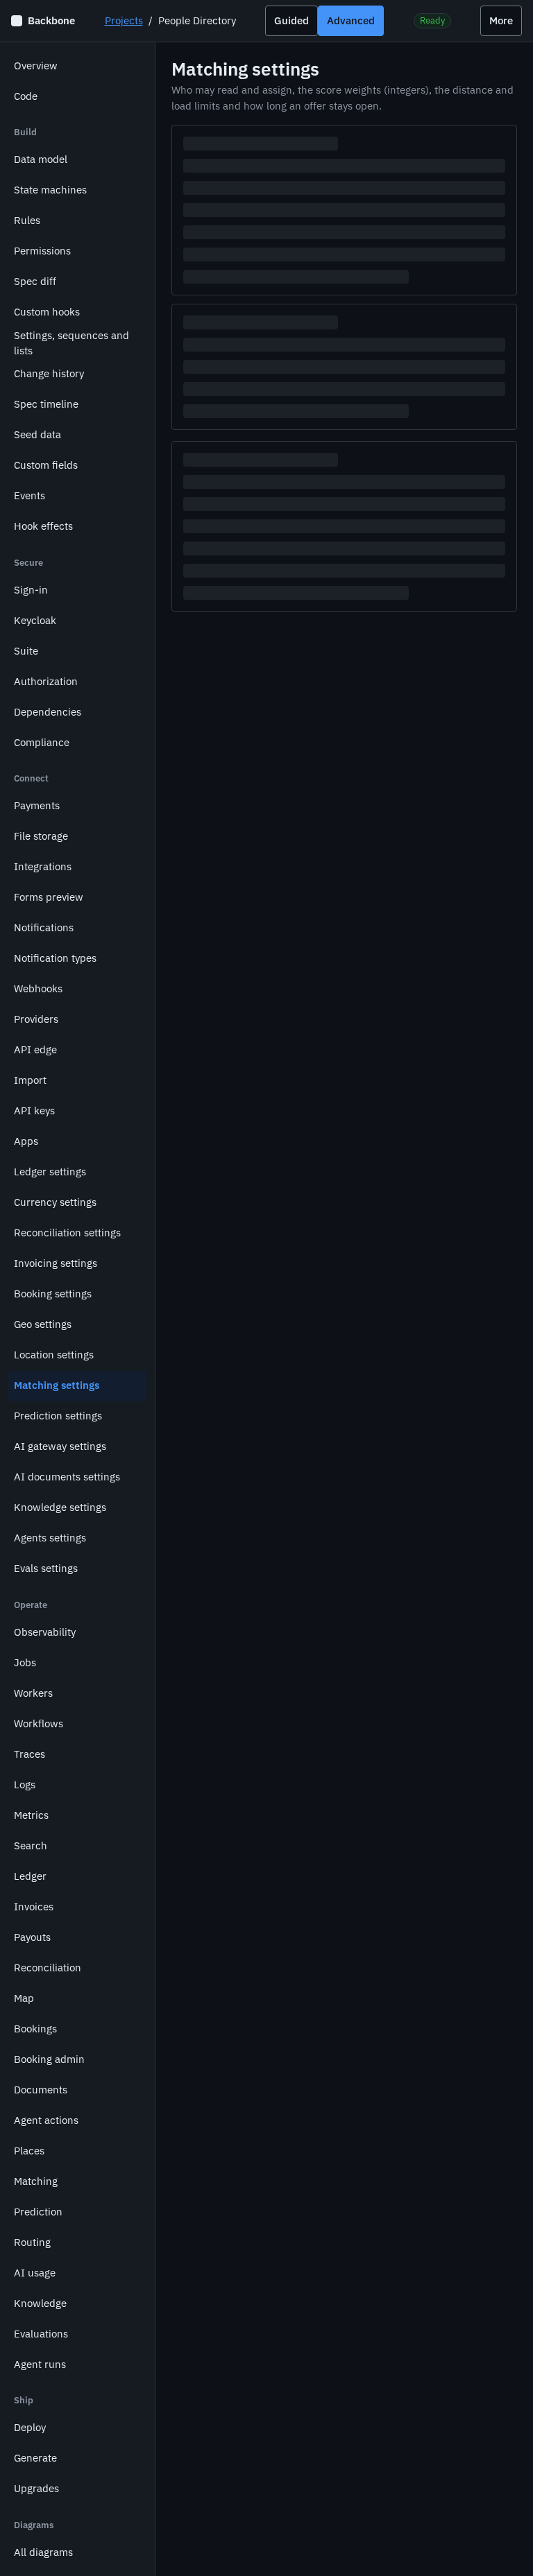 Backbone
Projects / People Directory
Guided
Advanced
Ready
More
Overview
Code
Build
Data model
State machines
Rules
Permissions
Spec diff
Custom hooks
Settings, sequences and
lists
Change history
Spec timeline
Seed data
Custom fields
Events
Hook effects
Secure
Sign-in
Keycloak
Suite
Authorization
Dependencies
Compliance
Connect
Payments
File storage
Integrations
Forms preview
Notifications
Notification types
Webhooks
Providers
API edge
Import
API keys
Apps
Ledger settings
Currency settings
Reconciliation settings
Invoicing settings
Booking settings
Geo settings
Location settings
Matching settings
Prediction settings
AI gateway settings
AI documents settings
Knowledge settings
Agents settings
Evals settings
Operate
Observability
Jobs
Workers
Workflows
Traces
Logs
Metrics
Search
Ledger
Invoices
Payouts
Reconciliation
Map
Bookings
Booking admin
Documents
Agent actions
Places
Matching
Prediction
Routing
AI usage
Knowledge
Evaluations
Agent runs
Ship
Deploy
Generate
Upgrades
Diagrams
All diagrams
Matching settings
Who may read and assign, the score weights (integers), the distance and
load limits and how long an offer stays open.